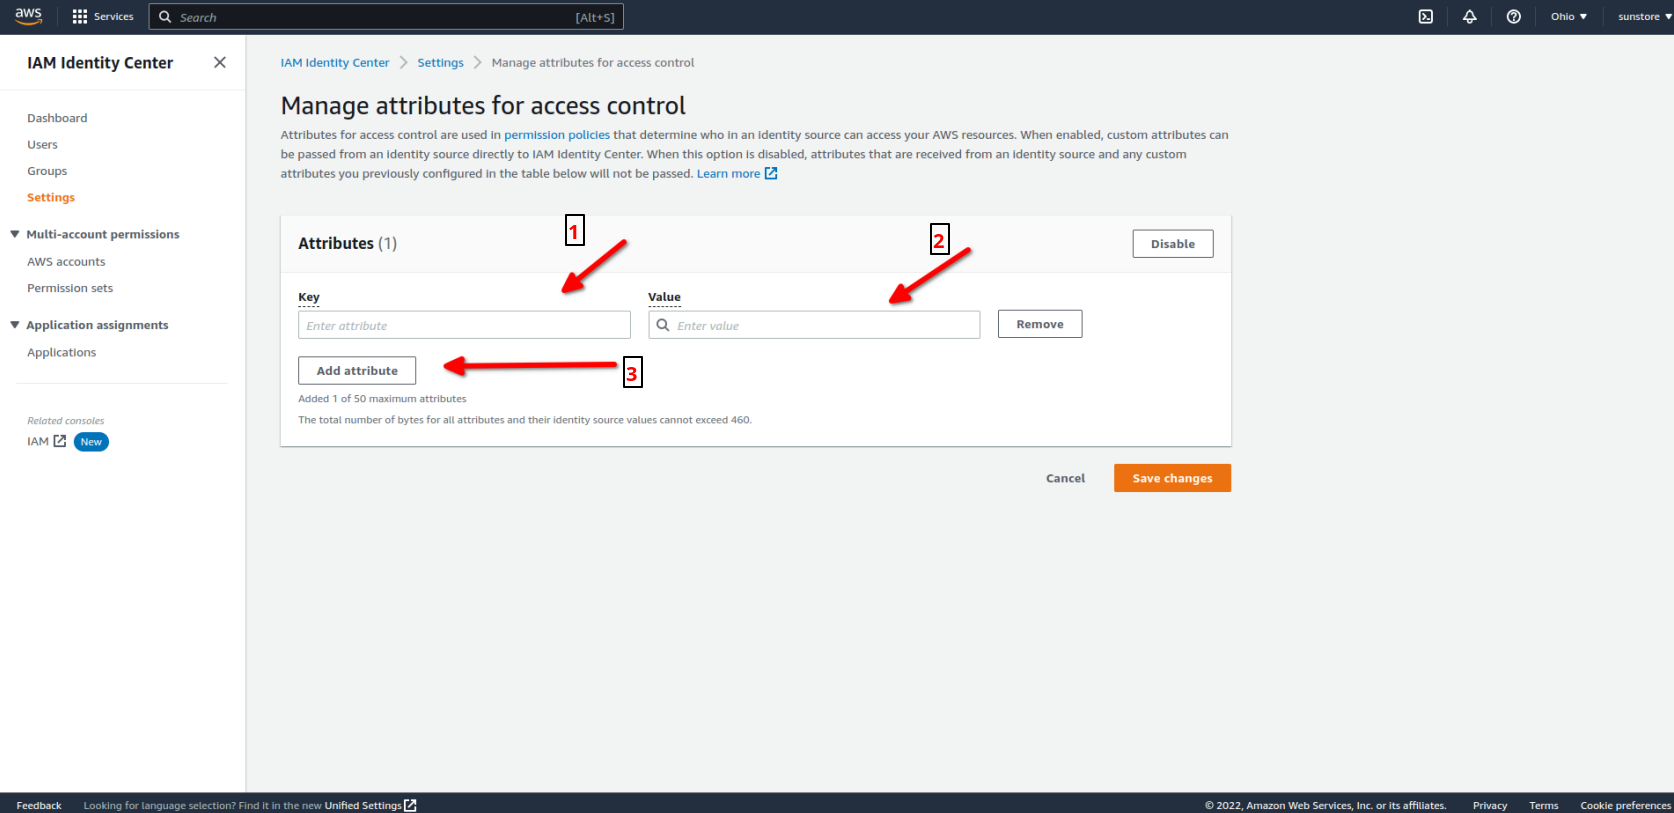 aws Services Search [Alt+S] Ohio sunstore
IAM Identity Center
Dashboard
Users
Groups
Settings
Multi-account permissions
AWS accounts
Permission sets
Application assignments
Applications
Related consoles
IAM New
IAM Identity Center Settings Manage attributes for access control
Manage attributes for access control
Attributes for access control are used in permission policies that determine who in an identity source can access your AWS resources. When enabled, custom attributes can
be passed from an identity source directly to IAM Identity Center. When this option is disabled, attributes that are received from an identity source and any custom
attributes you previously configured in the table below will not be passed. Learn more
1
2
Attributes (1) Disable
Key Value
Enter attribute Enter value Remove
Add attribute 3
Added 1 of 50 maximum attributes
The total number of bytes for all attributes and their identity source values cannot exceed 460.
Cancel Save changes
Feedback Looking for language selection? Find it in the new Unified Settings © 2022, Amazon Web Services, Inc. or its affiliates. Privacy Terms Cookie preferences